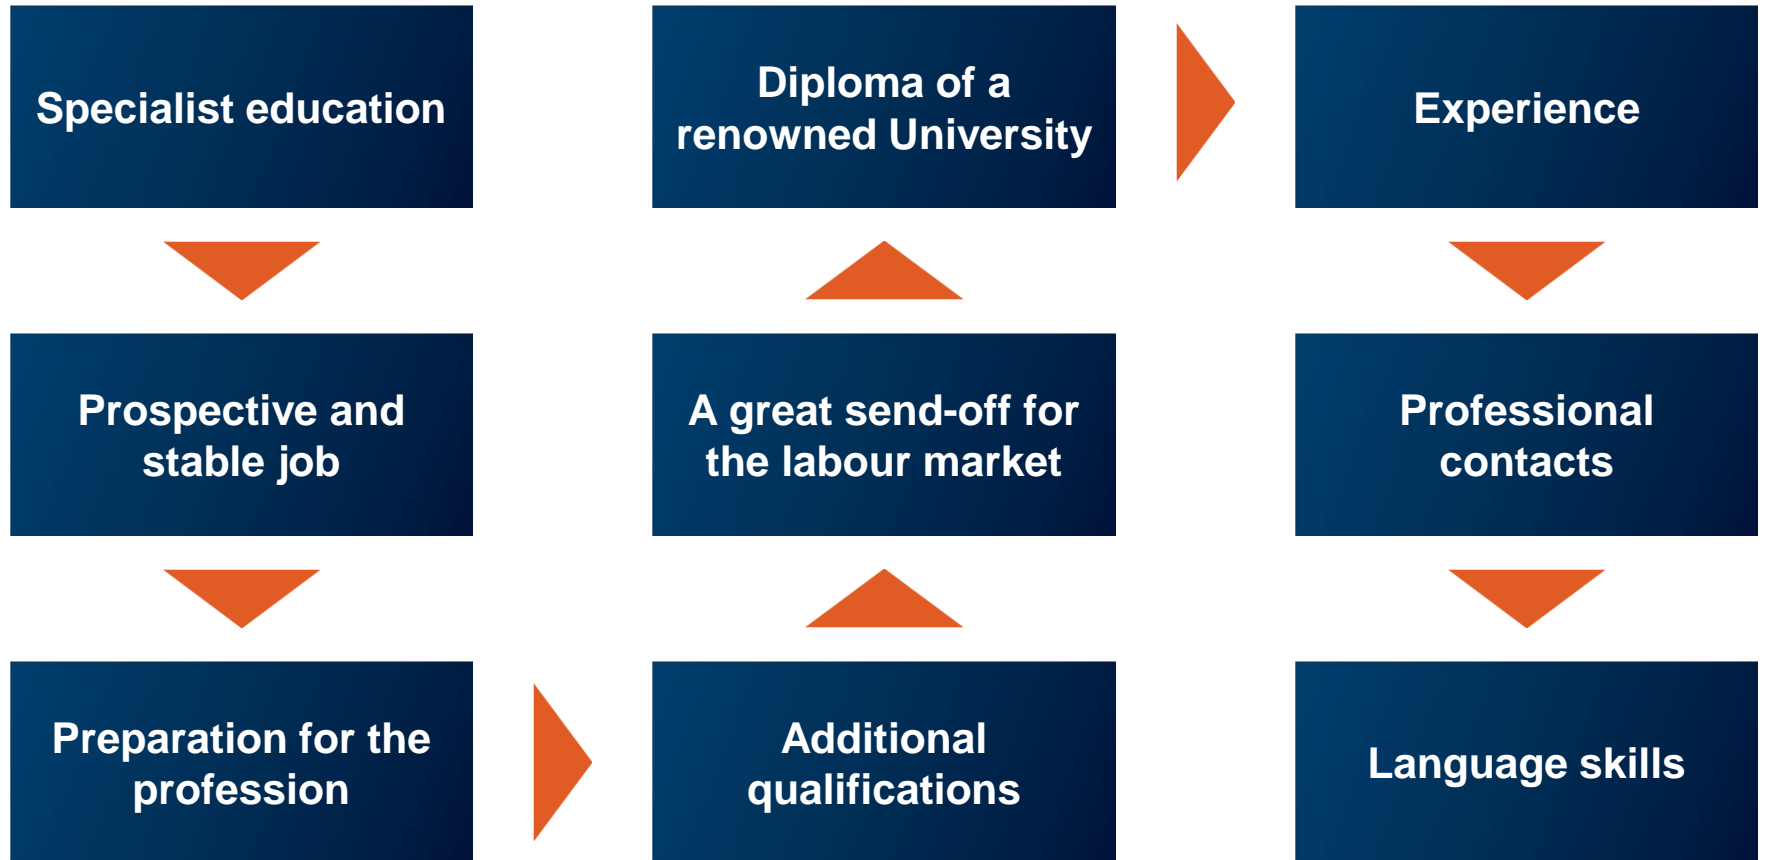 Specialist education
Prospective and
stable job
Preparation for the
profession
Additional
qualifications
A great send-off for
the labour market
Diploma of a
renowned University
Experience
Professional
contacts
Language skills